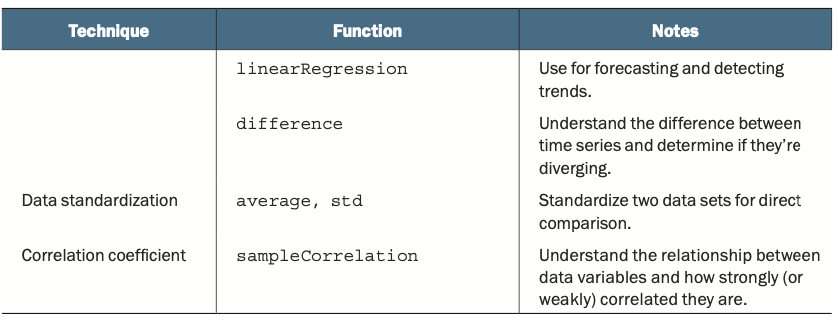 Technique Function Notes
linearRegression Use for forecasting and detecting
trends.
difference Understand the difference between
time series and determine if they're
diverging.
Data standardization average, std Standardize two data sets for direct
comparison.
Correlation coefficient sampleCorrelation Understand the relationship between
data variables and how strongly (or
weakly) correlated they are.